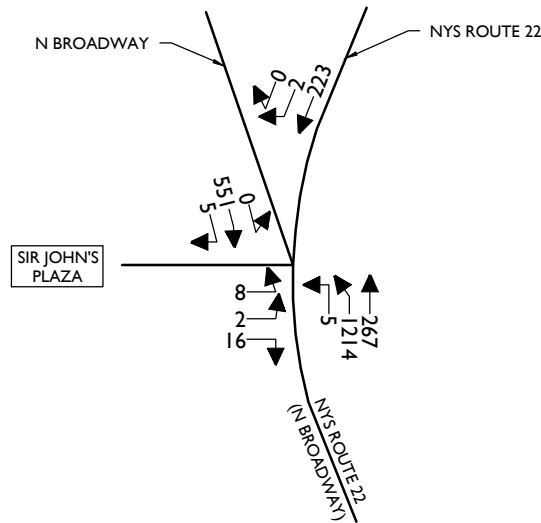 N BROADWAY
NYS ROUTE 22
0
2
223
0
551
5
SIR JOHN'S
PLAZA
8
2
16
5
1214
267
NYS ROUTE 22
(N BROADWAY)